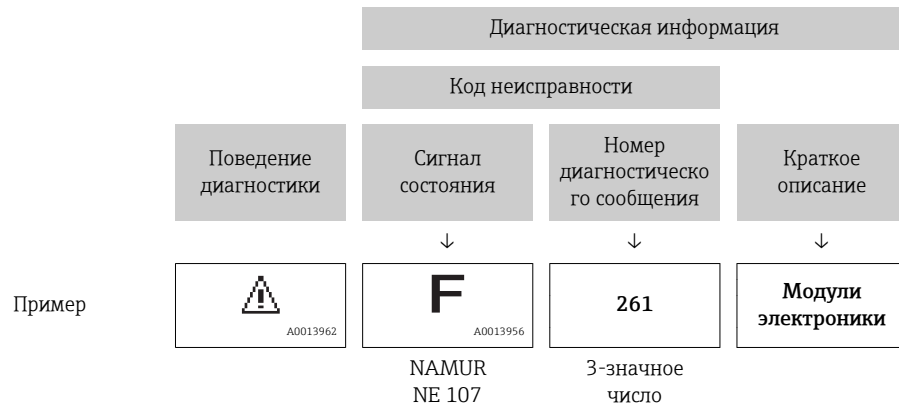 Диагностическая информация
Код неисправности
Поведение
диагностики
Сигнал
состояния
Номер
диагностическо
го сообщения
Краткое
описание
↓ ↓ ↓
Пример
A0013962
F
A0013956
261
Модули
электроники
NAMUR
NE 107
3-значное
число